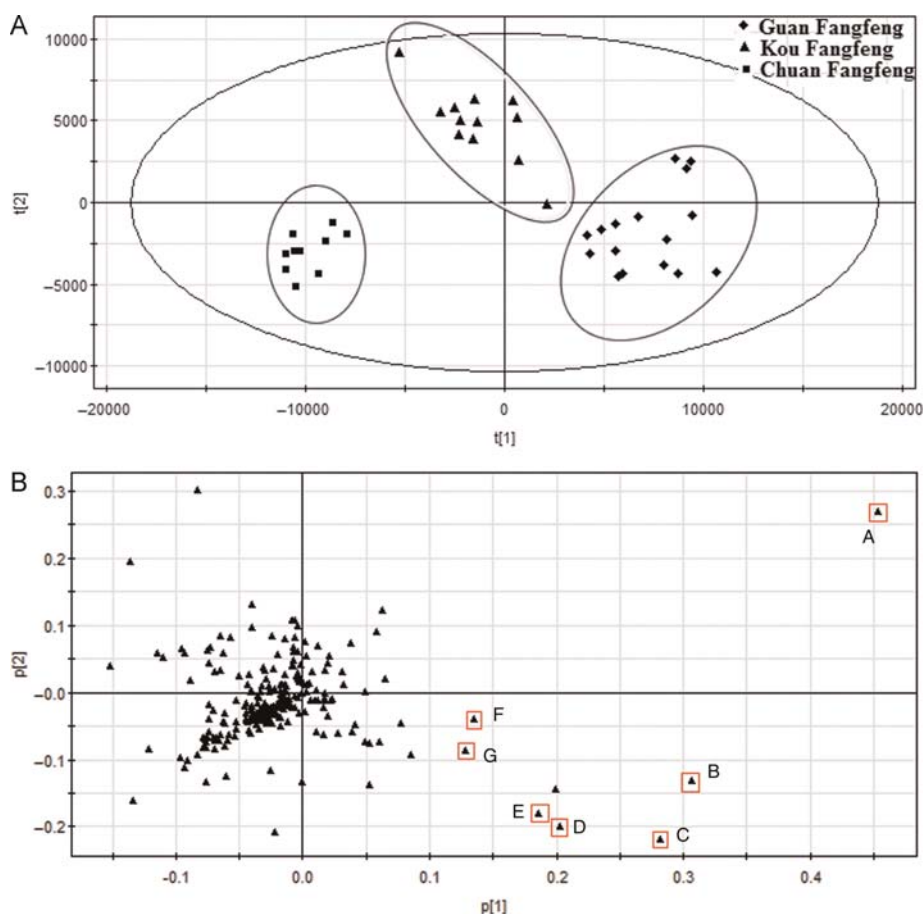 A
◆ Guan Fangfeng
▲ Kou Fangfeng
■ Chuan Fangfeng
10000
5000
0
−5000
−10000
t[2]
−20000 −10000 0 10000 20000
t[1]
B
0.3
0.2
0.1
−0.0
−0.1
−0.2
p[2]
A
F
G
B
E
D
C
-0.1 0.0 0.1 0.2 0.3 0.4 0.5
p[1]